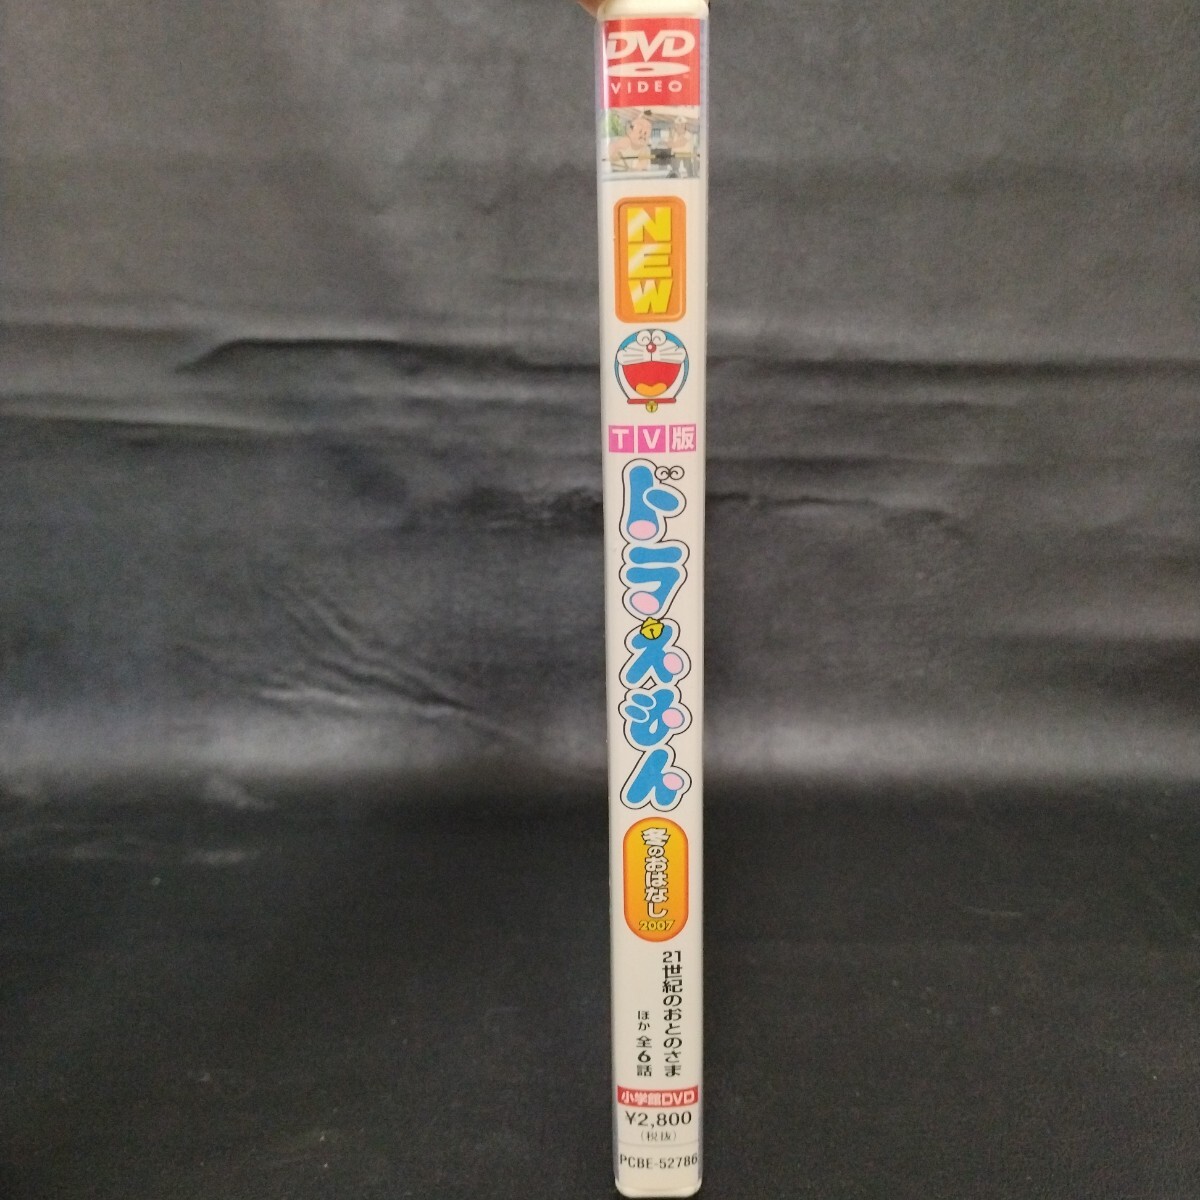 DVD
VIDEO
NEW
TV版
ドラえもん
冬のおはなし
2007
21世紀のおとのさま
ほか 全6話
小学館DVD
¥2,800
(税抜)
PCBE-52786